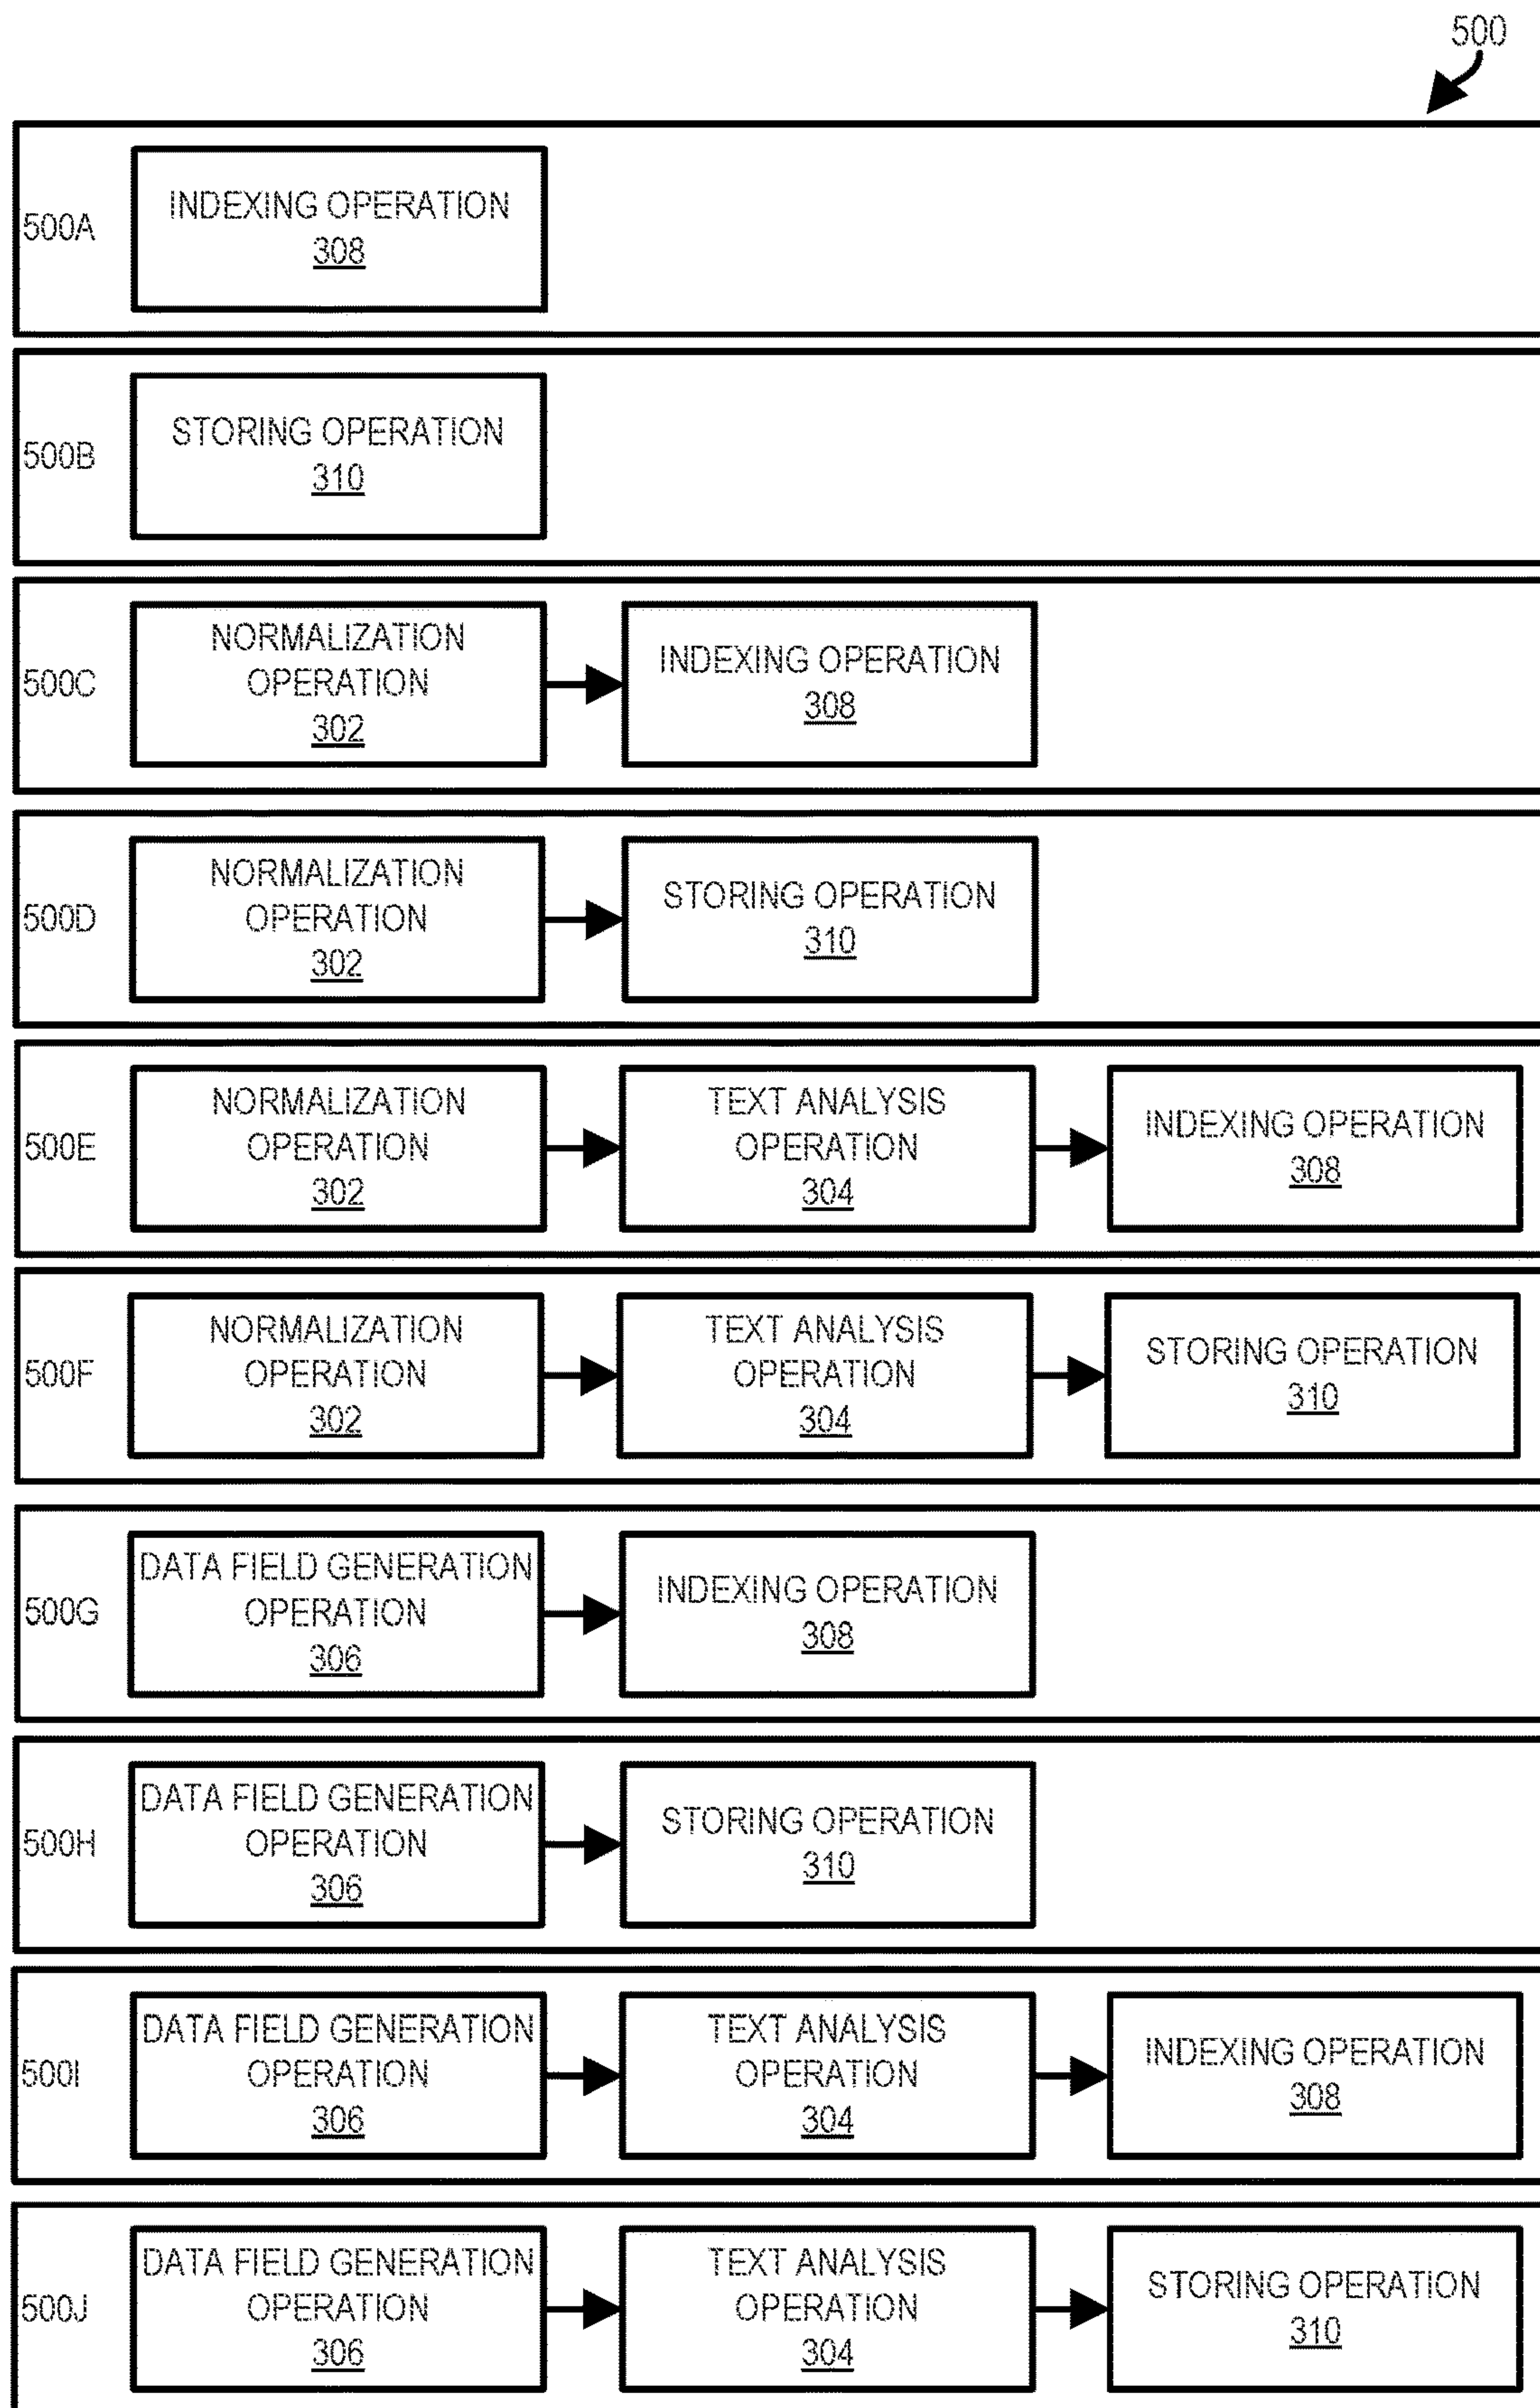 500
500A
INDEXING OPERATION
308
500B
STORING OPERATION
310
500C
NORMALIZATION
OPERATION
302
INDEXING OPERATION
308
500D
NORMALIZATION
OPERATION
302
STORING OPERATION
310
500E
NORMALIZATION
OPERATION
302
TEXT ANALYSIS
OPERATION
304
INDEXING OPERATION
308
500F
NORMALIZATION
OPERATION
302
TEXT ANALYSIS
OPERATION
304
STORING OPERATION
310
500G
DATA FIELD GENERATION
OPERATION
306
INDEXING OPERATION
308
500H
DATA FIELD GENERATION
OPERATION
306
STORING OPERATION
310
500I
DATA FIELD GENERATION
OPERATION
306
TEXT ANALYSIS
OPERATION
304
INDEXING OPERATION
308
500J
DATA FIELD GENERATION
OPERATION
306
TEXT ANALYSIS
OPERATION
304
STORING OPERATION
310